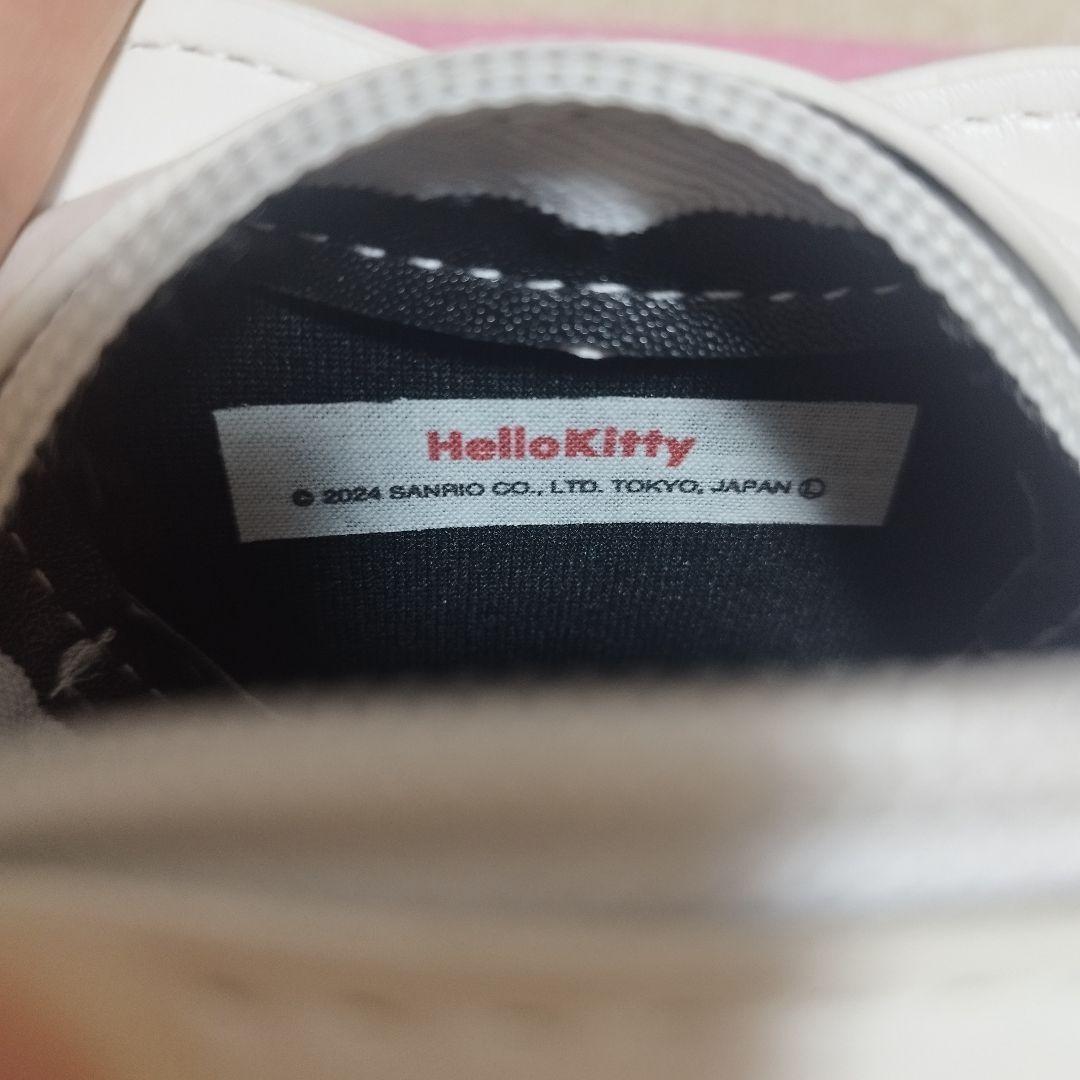 HelloKitty
© 2024 SANRIO CO., LTD. TOKYO, JAPAN Ⓛ